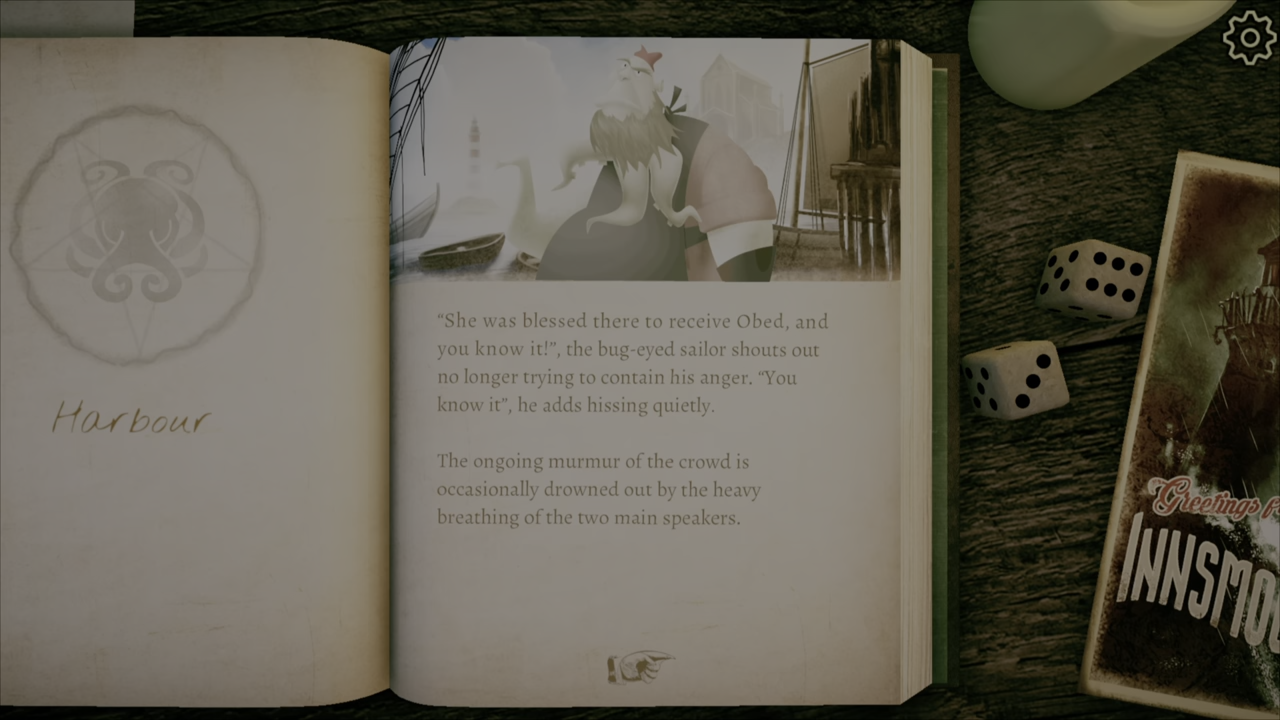 Harbour
“She was blessed there to receive Obed, and
you know it!”, the bug-eyed sailor shouts out
no longer trying to contain his anger. “You
know it”, he adds hissing quietly.
The ongoing murmur of the crowd is
occasionally drowned out by the heavy
breathing of the two main speakers.
Greetings f
INNSMO